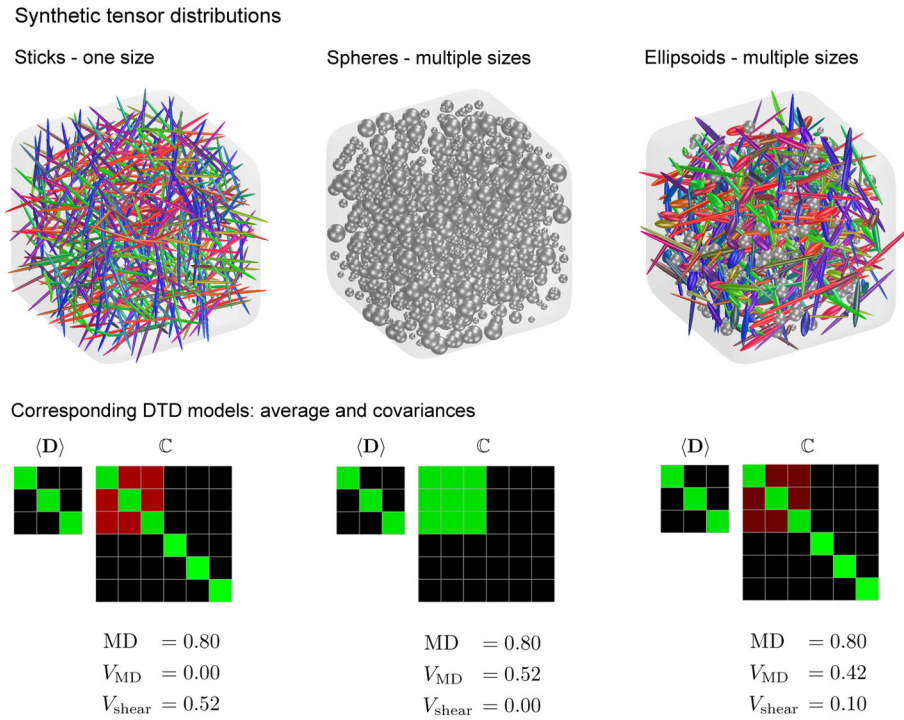 Synthetic tensor distributions
Sticks - one size
Spheres - multiple sizes
Ellipsoids - multiple sizes
Corresponding DTD models: average and covariances
⟨D⟩ ℂ
⟨D⟩ ℂ
⟨D⟩ ℂ
MD = 0.80
V_MD = 0.00
V_shear = 0.52
MD = 0.80
V_MD = 0.52
V_shear = 0.00
MD = 0.80
V_MD = 0.42
V_shear = 0.10